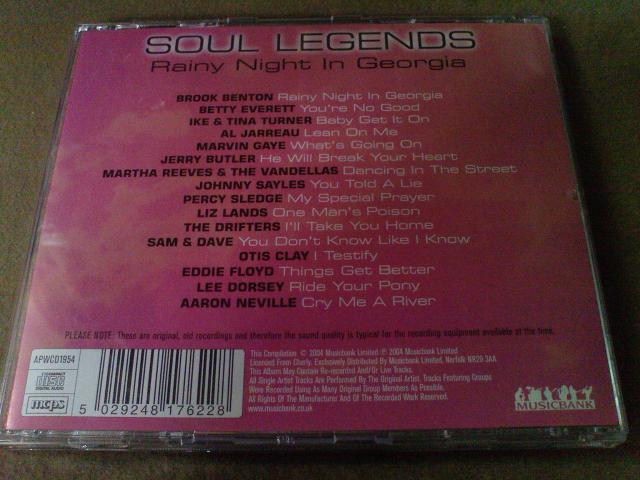 SOUL LEGENDS
Rainy Night In Georgia
BROOK BENTON Rainy Night In Georgia
BETTY EVERETT You're No Good
IKE & TINA TURNER Baby Get It On
AL JARREAU Lean On Me
MARVIN GAYE What's Going On
JERRY BUTLER He Will Break Your Heart
MARTHA REEVES & THE VANDELLAS Dancing In The Street
JOHNNY SAYLES You Told A Lie
PERCY SLEDGE My Special Prayer
LIZ LANDS One Man's Poison
THE DRIFTERS I'll Take You Home
SAM & DAVE You Don't Know Like I Know
OTIS CLAY I Testify
EDDIE FLOYD Things Get Better
LEE DORSEY Ride Your Pony
AARON NEVILLE Cry Me A River
PLEASE NOTE: These are original, old recordings and therefore the sound quality is typical for the recording equipment available at the time.
APWCD1954
COMPACT
disc
DIGITAL AUDIO
mcps
5 029248 176228
This Compilation © 2004 Musicbank Limited ℗ 2004 Musicbank Limited
Licensed From Charly. Exclusively Distributed By Musicbank Limited, Norfolk NR29 3AA.
This Album May Contain Re-recorded And/Or Live Tracks.
All Single Artist Tracks Are Performed By The Original Artist. Tracks Featuring Groups
Were Recorded Using As Many Original Group Members As Possible.
All Rights Of The Manufacturer And Of The Recorded Work Reserved.
www.musicbank.co.uk
MUSICBANK